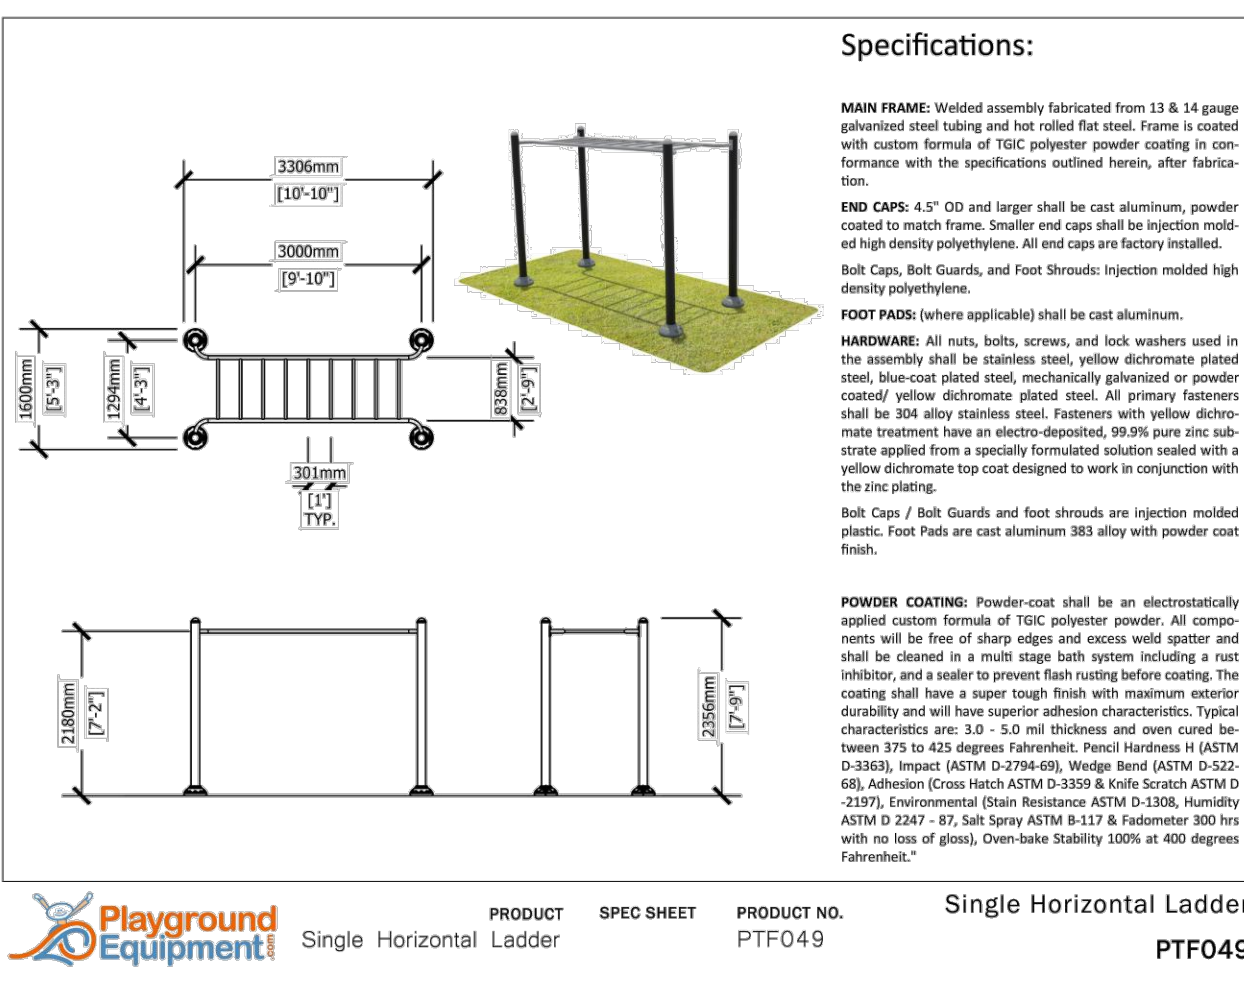 Specifications:
MAIN FRAME: Welded assembly fabricated from 13 & 14 gauge
galvanized steel tubing and hot rolled flat steel. Frame is coated
with custom formula of TGIC polyester powder coating in con-
formance with the specifications outlined herein, after fabrica-
tion.
END CAPS: 4.5" OD and larger shall be cast aluminum, powder
coated to match frame. Smaller end caps shall be injection mold-
ed high density polyethylene. All end caps are factory installed.
Bolt Caps, Bolt Guards, and Foot Shrouds: Injection molded high
density polyethylene.
FOOT PADS: (where applicable) shall be cast aluminum.
HARDWARE: All nuts, bolts, screws, and lock washers used in
the assembly shall be stainless steel, yellow dichromate plated
steel, blue-coat plated steel, mechanically galvanized or powder
coated/ yellow dichromate plated steel. All primary fasteners
shall be 304 alloy stainless steel. Fasteners with yellow dichro-
mate treatment have an electro-deposited, 99.9% pure zinc sub-
strate applied from a specially formulated solution sealed with a
yellow dichromate top coat designed to work in conjunction with
the zinc plating.
Bolt Caps / Bolt Guards and foot shrouds are injection molded
plastic. Foot Pads are cast aluminum 383 alloy with powder coat
finish.
POWDER COATING: Powder-coat shall be an electrostatically
applied custom formula of TGIC polyester powder. All compo-
nents will be free of sharp edges and excess weld spatter and
shall be cleaned in a multi stage bath system including a rust
inhibitor, and a sealer to prevent flash rusting before coating. The
coating shall have a super tough finish with maximum exterior
durability and will have superior adhesion characteristics. Typical
characteristics are: 3.0 - 5.0 mil thickness and oven cured be-
tween 375 to 425 degrees Fahrenheit. Pencil Hardness H (ASTM
D-3363), Impact (ASTM D-2794-69), Wedge Bend (ASTM D-522-
68), Adhesion (Cross Hatch ASTM D-3359 & Knife Scratch ASTM D
-2197), Environmental (Stain Resistance ASTM D-1308, Humidity
ASTM D 2247 - 87, Salt Spray ASTM B-117 & Fadometer 300 hrs
with no loss of gloss), Oven-bake Stability 100% at 400 degrees
Fahrenheit."
3306mm
[10'-10"]
3000mm
[9'-10"]
1600mm
[5'-3"]
1294mm
[4'-3"]
838mm
[2'-9"]
301mm
[1']
TYP.
2180mm
[7'-2"]
2356mm
[7'-9"]
Playground
Equipment.com
PRODUCT SPEC SHEET
Single Horizontal Ladder
PRODUCT NO.
PTF049
Single Horizontal Ladder
PTF049